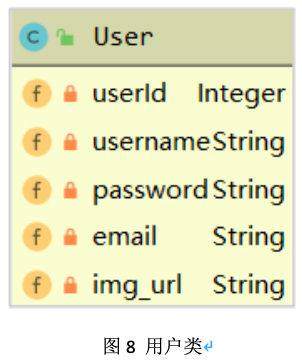 C User
f userId Integer
f username String
f password String
f email String
f img_url String
图 8 用户类↵